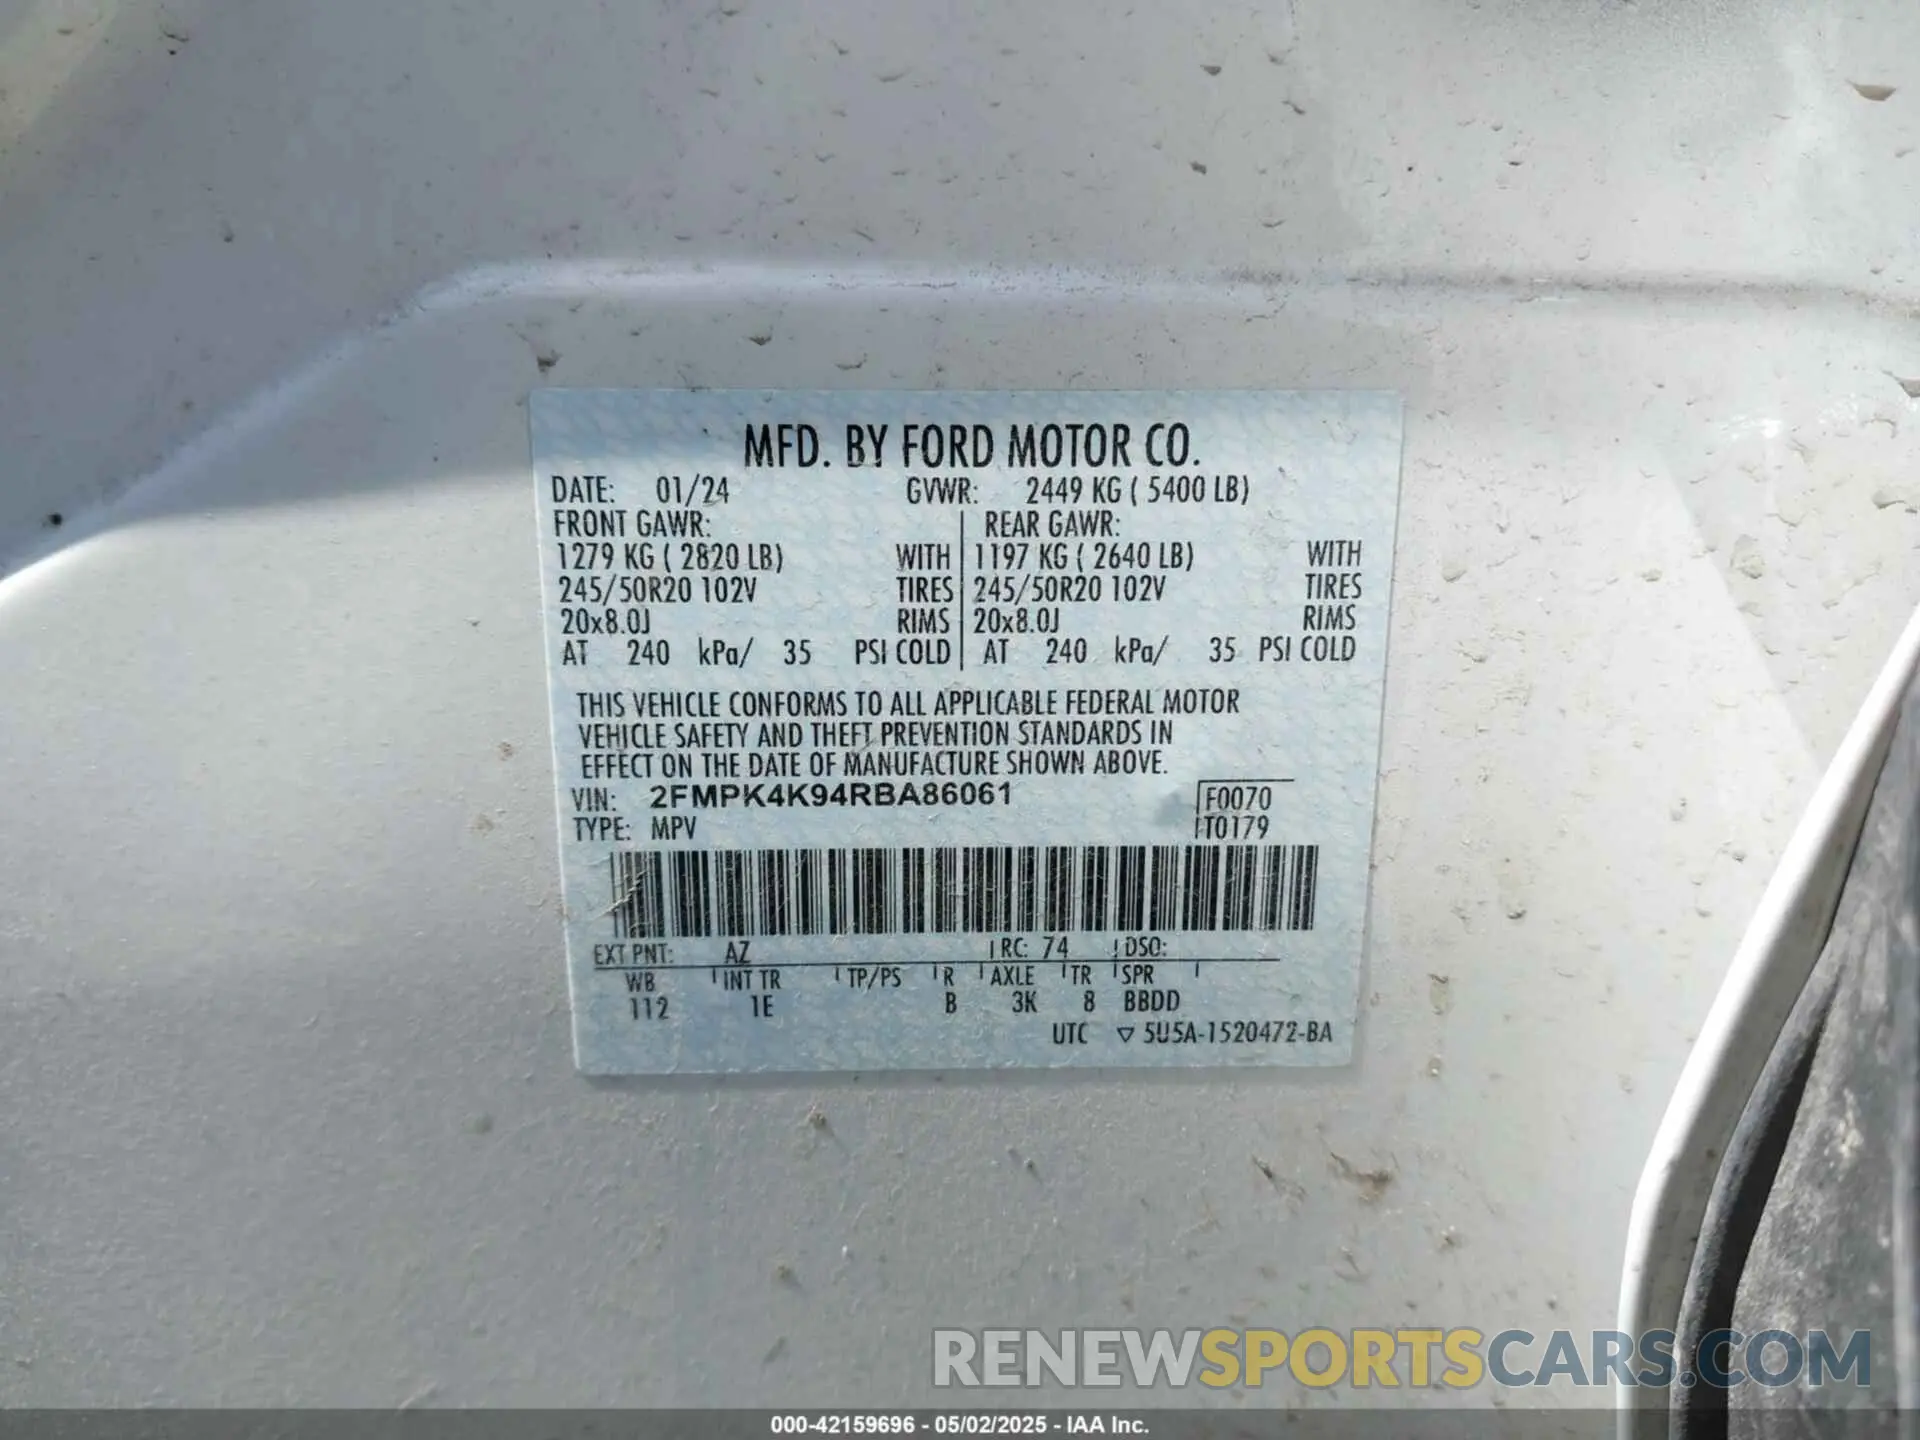 MFD. BY FORD MOTOR CO.
DATE: 01/24 GVWR: 2449 KG ( 5400 LB)
FRONT GAWR: REAR GAWR:
1279 KG ( 2820 LB) WITH 1197 KG ( 2640 LB) WITH
245/50R20 102V TIRES 245/50R20 102V TIRES
20x8.0J RIMS 20x8.0J RIMS
AT 240 kPa/ 35 PSI COLD AT 240 kPa/ 35 PSI COLD
THIS VEHICLE CONFORMS TO ALL APPLICABLE FEDERAL MOTOR
VEHICLE SAFETY AND THEFT PREVENTION STANDARDS IN
EFFECT ON THE DATE OF MANUFACTURE SHOWN ABOVE.
VIN: 2FMPK4K94RBA86061 F0070
TYPE: MPV T0179
EXT PNT: AZ RC: 74 DSO:
WB INT TR TP/PS R AXLE TR SPR
112 1E B 3K 8 BBDD
UTC ▽ 5U5A-1520472-BA
RENEWSPORTSCARS.COM
000-42159696 - 05/02/2025 - IAA Inc.